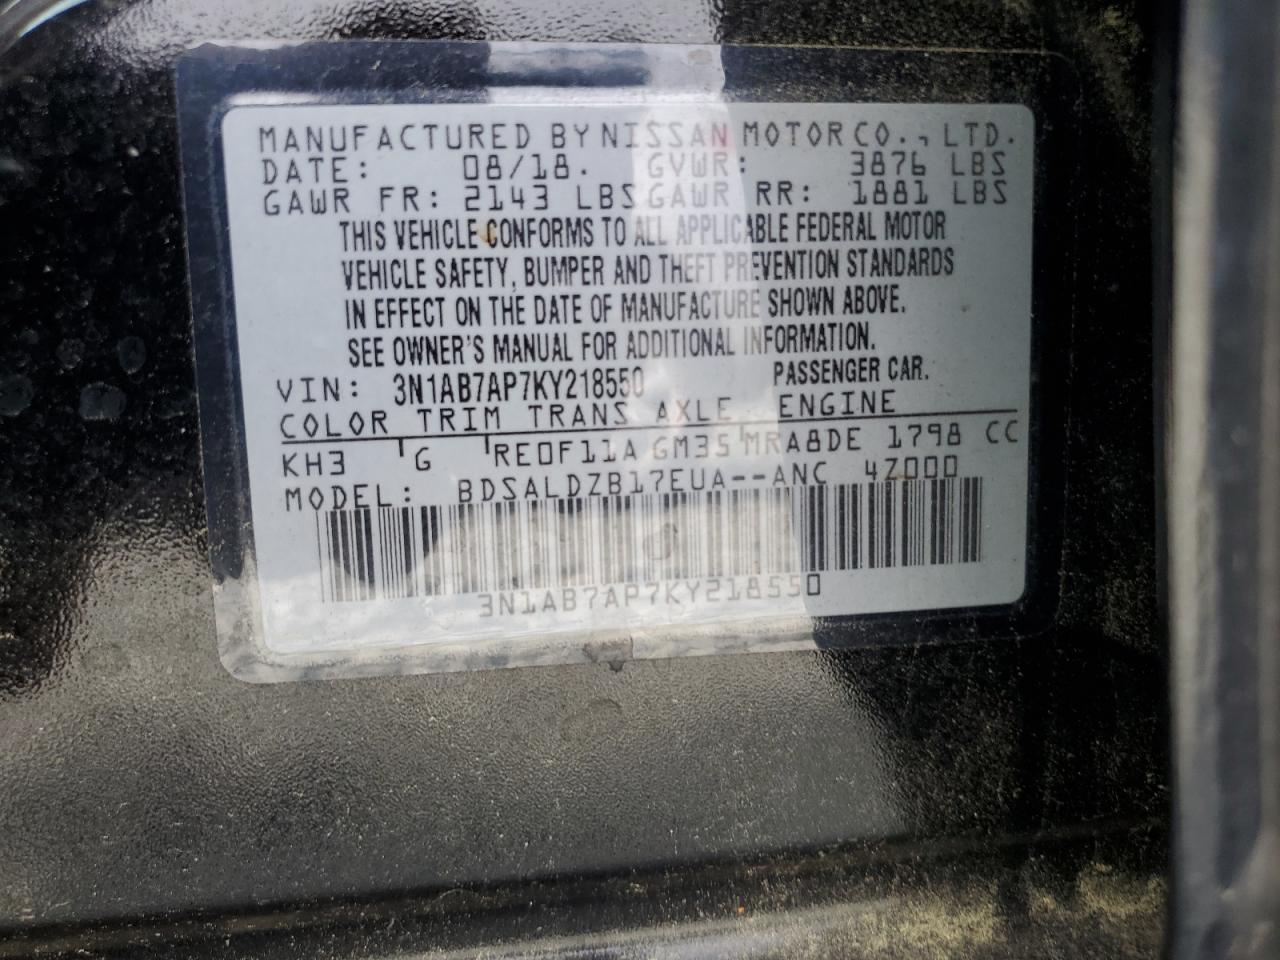 MANUFACTURED BY NISSAN MOTOR CO., LTD.
DATE: 08/18. GVWR: 3876 LBS
GAWR FR: 2143 LBS GAWR RR: 1881 LBS
THIS VEHICLE CONFORMS TO ALL APPLICABLE FEDERAL MOTOR
VEHICLE SAFETY, BUMPER AND THEFT PREVENTION STANDARDS
IN EFFECT ON THE DATE OF MANUFACTURE SHOWN ABOVE.
SEE OWNER'S MANUAL FOR ADDITIONAL INFORMATION.
VIN: 3N1AB7AP7KY218550 PASSENGER CAR.
COLOR TRIM TRANS AXLE ENGINE
KH3 G RE0F11A GM35 MRA8DE 1798 CC
MODEL: BDSALDZB17EUA--ANC 4Z000
3N1AB7AP7KY218550